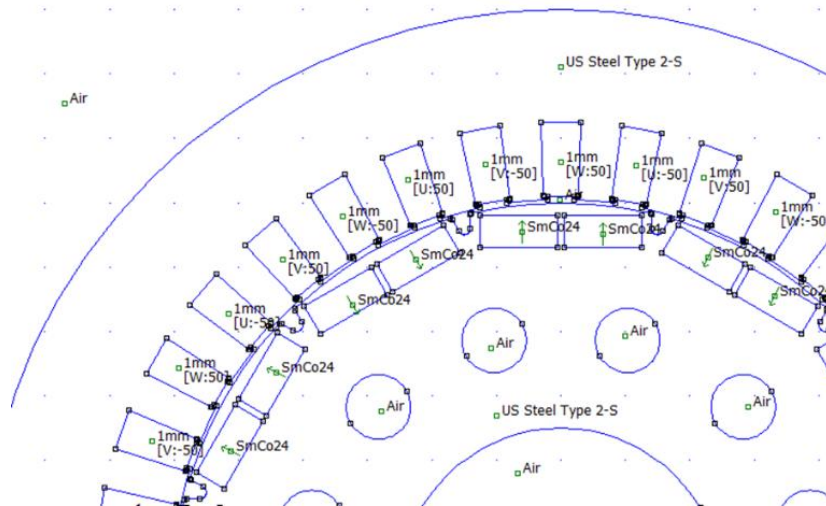 US Steel Type 2-S
Air
1mm
[V:-50]
1mm
[W:50]
1mm
[U:-50]
1mm
[U:50]
1mm
[V:50]
Air
1mm
[W:-50]
1mm
[W:-50]
SmCo24
SmCo24
1mm
[V:50]
SmCo24
SmCo24
SmCo24
SmCo24
1mm
[U:-50]
Air
Air
1mm
[W:50]
SmCo24
Air
Air
US Steel Type 2-S
1mm
[V:-50]
SmCo24
Air